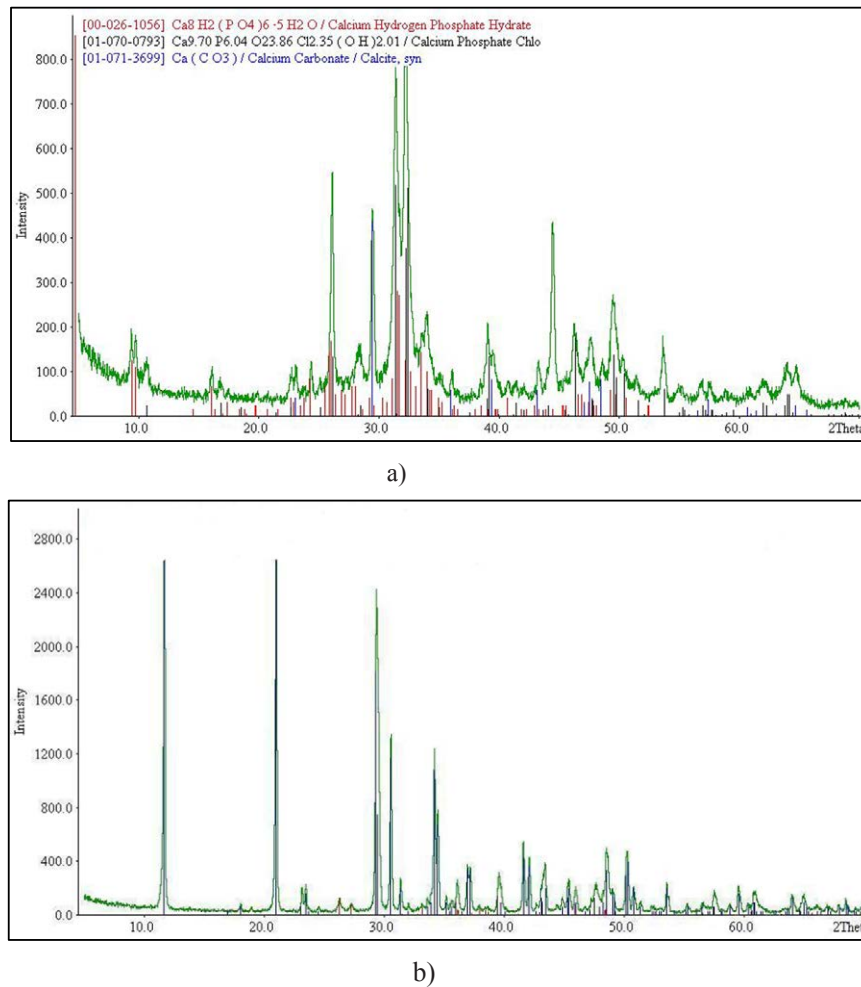 [00-026-1056] Ca8 H2 ( P O4 )6 ·5 H2 O / Calcium Hydrogen Phosphate Hydrate
[01-070-0793] Ca9.70 P6.04 O23.86 Cl2.35 ( O H )2.01 / Calcium Phosphate Chlo
[01-071-3699] Ca ( C O3 ) / Calcium Carbonate / Calcite, syn
800.0
700.0
600.0
500.0
400.0
300.0
200.0
100.0
0.0
Intensity
10.0 20.0 30.0 40.0 50.0 60.0 2Theta
a)
2800.0
2400.0
2000.0
1600.0
1200.0
800.0
400.0
0.0
Intensity
10.0 20.0 30.0 40.0 50.0 60.0 2Theta
b)